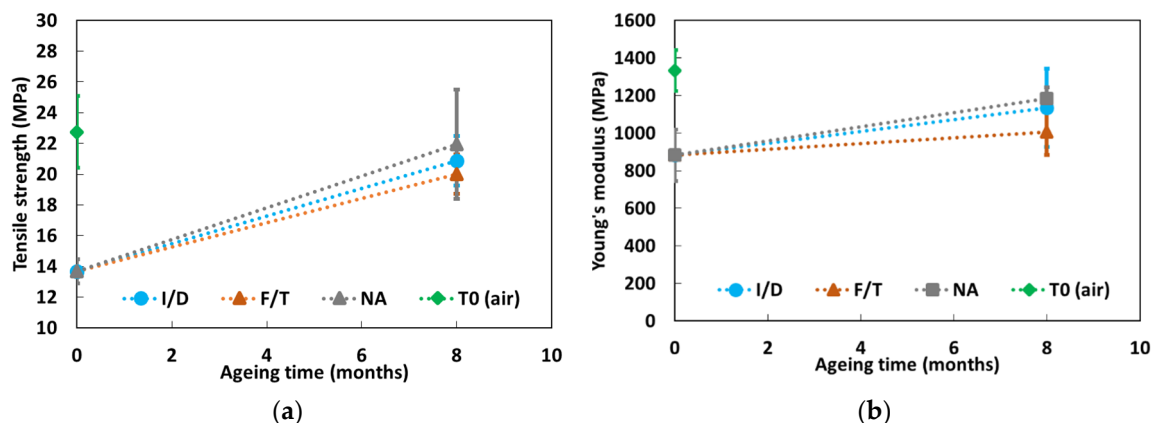 Tensile strength (MPa)
30
28
26
24
22
20
18
16
14
12
10
I/D F/T NA T0 (air)
0 2 4 6 8 10
Ageing time (months)
(a)
Young's modulus (MPa)
1600
1400
1200
1000
800
600
400
200
0
I/D F/T NA T0 (air)
0 2 4 6 8 10
Ageing time (months)
(b)